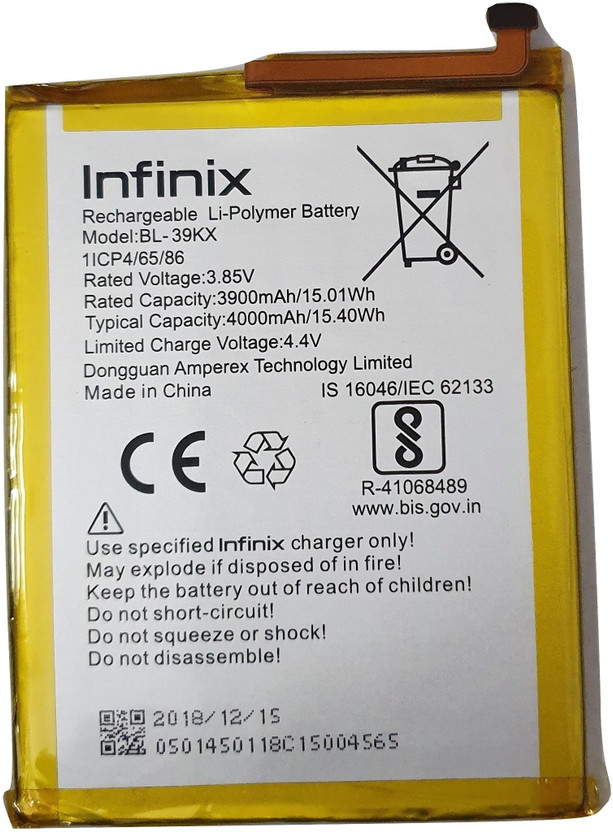 Infinix
Rechargeable Li-Polymer Battery
Model:BL-39KX
1ICP4/65/86
Rated Voltage:3.85V
Rated Capacity:3900mAh/15.01Wh
Typical Capacity:4000mAh/15.40Wh
Limited Charge Voltage:4.4V
Dongguan Amperex Technology Limited
Made in China IS 16046/IEC 62133
CE
R-41068489
www.bis.gov.in
Use specified Infinix charger only!
May explode if disposed of in fire!
Keep the battery out of reach of children!
Do not short-circuit!
Do not squeeze or shock!
Do not disassemble!
2018/12/15
0501450118C15004565